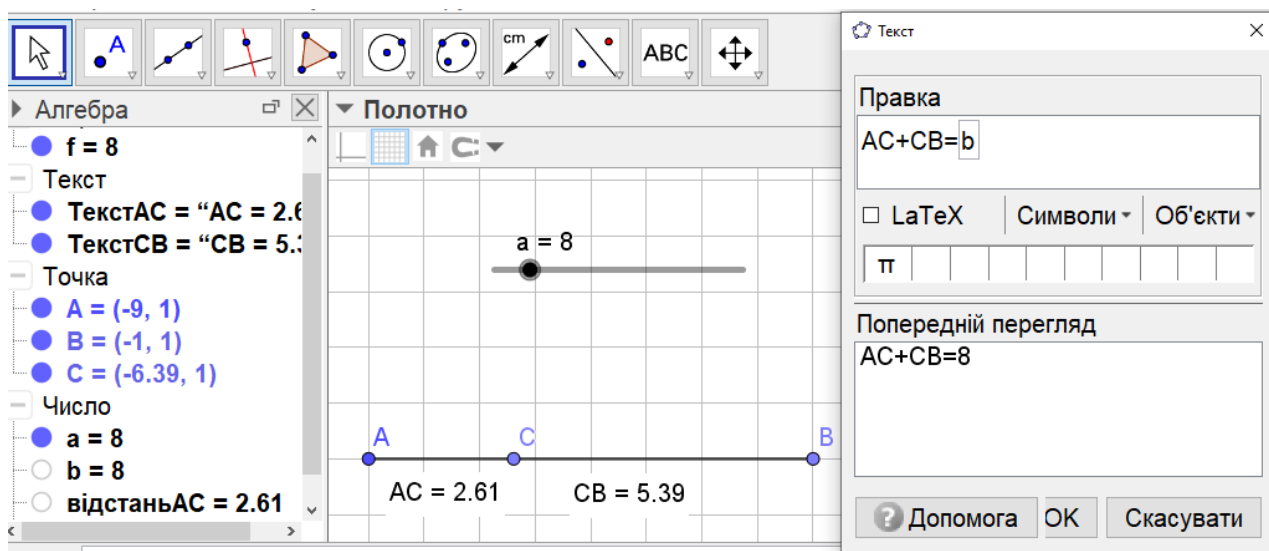 A
cm
ABC
Алгебра
f = 8
Текст
ТекстAC = “AC = 2.6
ТекстCB = “CB = 5.3
Точка
A = (-9, 1)
B = (-1, 1)
C = (-6.39, 1)
Число
a = 8
b = 8
відстаньAC = 2.61
Полотно
a = 8
A
C
B
AC = 2.61
CB = 5.39
Текст
Правка
AC+CB=b
LaTeX
Символи
Об'єкти
π
Попередній перегляд
AC+CB=8
Допомога
OK
Скасувати